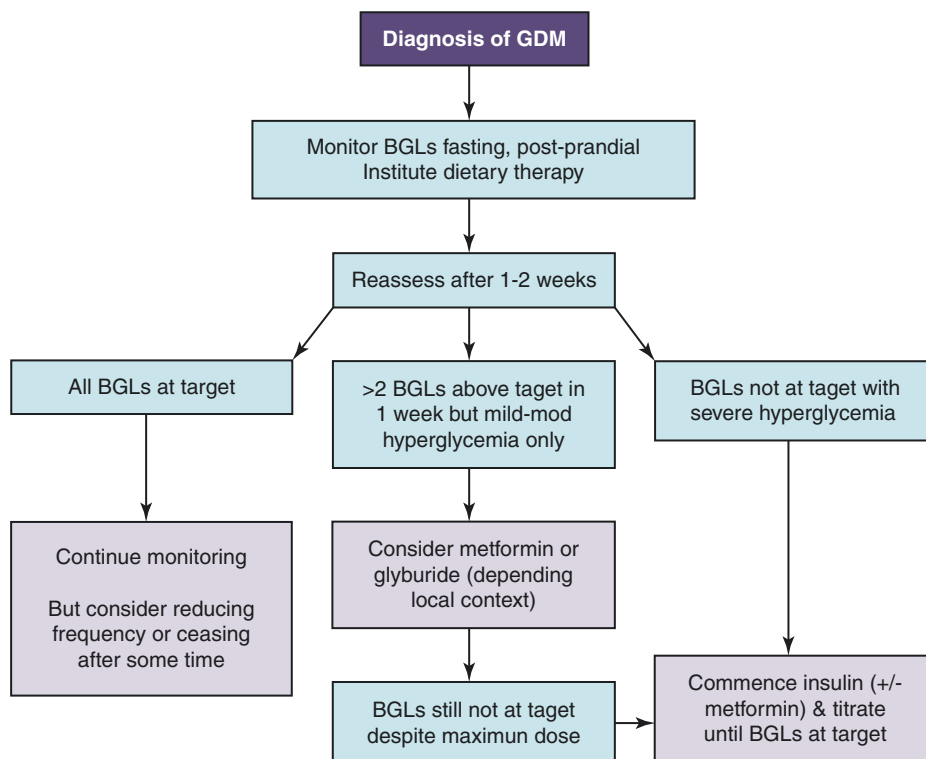 Diagnosis of GDM
Monitor BGLs fasting, post-prandial
Institute dietary therapy
Reassess after 1-2 weeks
All BGLs at target
>2 BGLs above taget in
1 week but mild-mod
hyperglycemia only
BGLs not at taget with
severe hyperglycemia
Continue monitoring
But consider reducing
frequency or ceasing
after some time
Consider metformin or
glyburide (depending
local context)
BGLs still not at taget
despite maximun dose
Commence insulin (+/-
metformin) & titrate
until BGLs at target